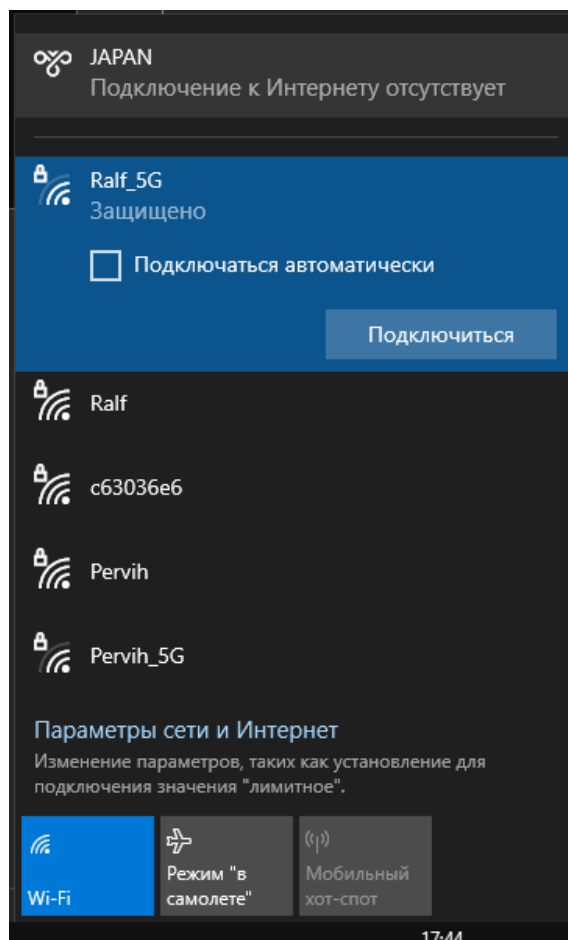 JAPAN
Подключение к Интернету отсутствует
Ralf_5G
Защищено
Подключаться автоматически
Подключиться
Ralf
c63036e6
Pervih
Pervih_5G
Параметры сети и Интернет
Изменение параметров, таких как установление для
подключения значения "лимитное".
Wi-Fi
Режим "в
самолете"
Мобильный
хот-спот
17:44